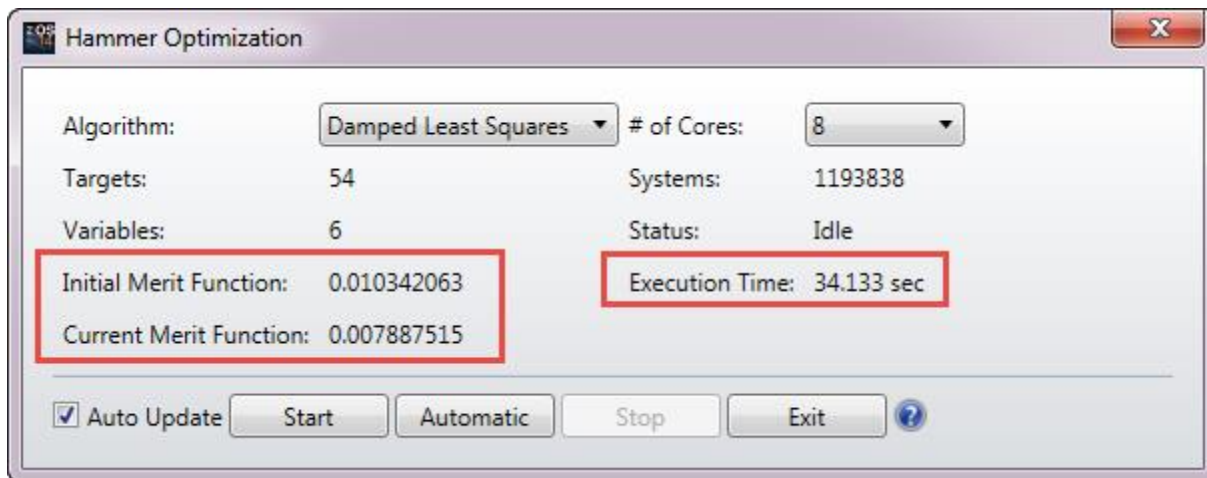 Hammer Optimization
Algorithm: Damped Least Squares # of Cores: 8
Targets: 54 Systems: 1193838
Variables: 6 Status: Idle
Initial Merit Function: 0.010342063 Execution Time: 34.133 sec
Current Merit Function: 0.007887515
Auto Update Start Automatic Stop Exit